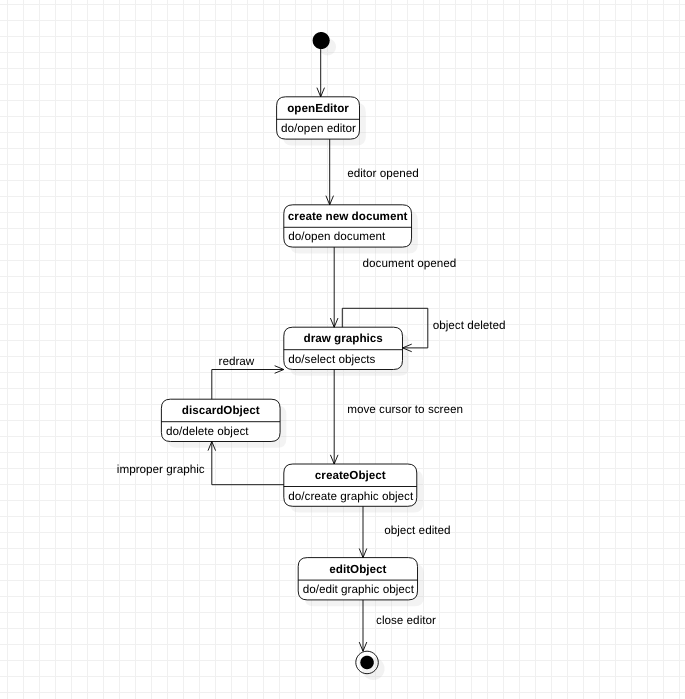 openEditor
do/open editor
editor opened
create new document
do/open document
document opened
object deleted
draw graphics
do/select objects
redraw
discardObject
do/delete object
move cursor to screen
improper graphic
createObject
do/create graphic object
object edited
editObject
do/edit graphic object
close editor